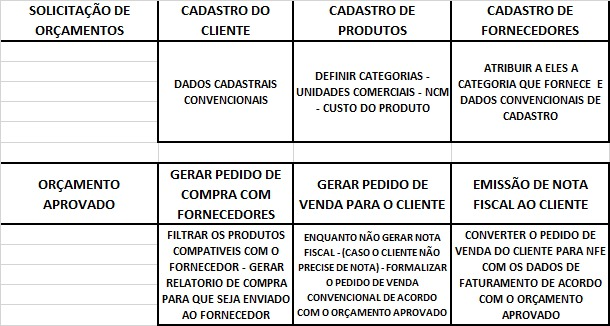 SOLICITAÇÃO DE
ORÇAMENTOS
CADASTRO DO
CLIENTE
CADASTRO DE
PRODUTOS
CADASTRO DE
FORNECEDORES
DADOS CADASTRAIS
CONVENCIONAIS
DEFINIR CATEGORIAS -
UNIDADES COMERCIAIS - NCM
- CUSTO DO PRODUTO
ATRIBUIR A ELES A
CATEGORIA QUE FORNECE E
DADOS CONVENCIONAIS DE
CADASTRO
ORÇAMENTO
APROVADO
GERAR PEDIDO DE
COMPRA COM
FORNECEDORES
GERAR PEDIDO DE
VENDA PARA O CLIENTE
EMISSÃO DE NOTA
FISCAL AO CLIENTE
FILTRAR OS PRODUTOS
COMPATIVEIS COM O
FORNECEDOR - GERAR
RELATORIO DE COMPRA
PARA QUE SEJA ENVIADO
AO FORNECEDOR
ENQUANTO NÃO GERAR NOTA
FISCAL - (CASO O CLIENTE NÃO
PRECISE DE NOTA) - FORMALIZAR
O PEDIDO DE VENDA
CONVENCIONAL DE ACORDO
COM O ORÇAMENTO APROVADO
CONVERTER O PEDIDO DE
VENDA DO CLIENTE PARA NFE
COM OS DADOS DE
FATURAMENTO DE ACORDO
COM O ORÇAMENTO
APROVADO